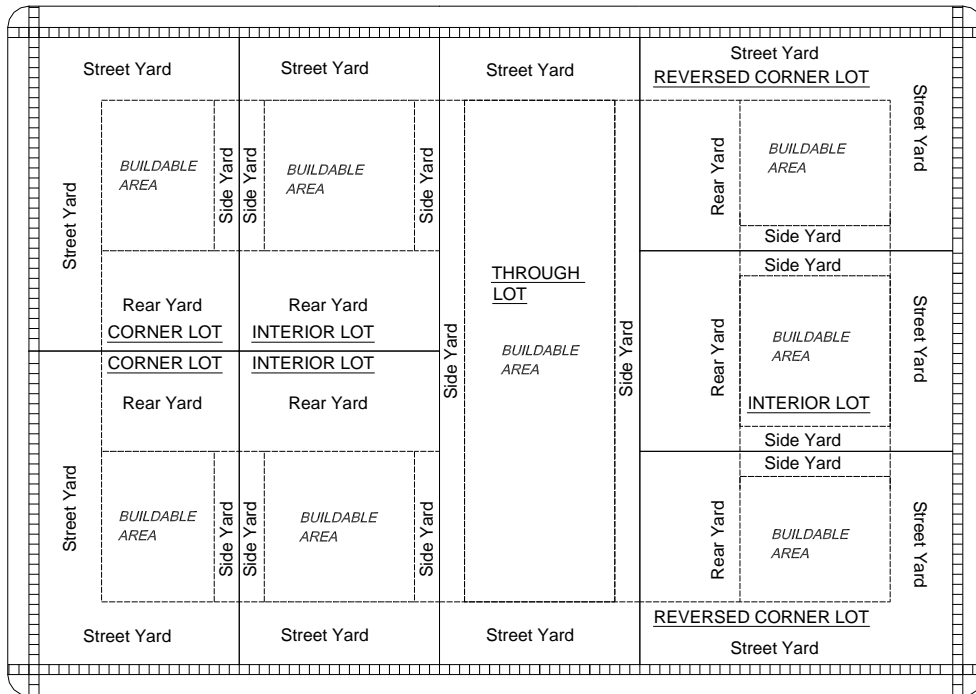 Street Yard
Street Yard
Street Yard
Street Yard
REVERSED CORNER LOT
Street Yard
BUILDABLE
AREA
Side Yard
Side Yard
BUILDABLE
AREA
Side Yard
Rear Yard
BUILDABLE
AREA
Street Yard
Side Yard
Side Yard
Rear Yard
CORNER LOT
Rear Yard
INTERIOR LOT
THROUGH
LOT
BUILDABLE
AREA
Side Yard
Side Yard
Rear Yard
BUILDABLE
AREA
INTERIOR LOT
Street Yard
CORNER LOT
Rear Yard
INTERIOR LOT
Rear Yard
Side Yard
Side Yard
Street Yard
BUILDABLE
AREA
Side Yard
Side Yard
BUILDABLE
AREA
Side Yard
Rear Yard
BUILDABLE
AREA
Street Yard
REVERSED CORNER LOT
Street Yard
Street Yard
Street Yard
Street Yard